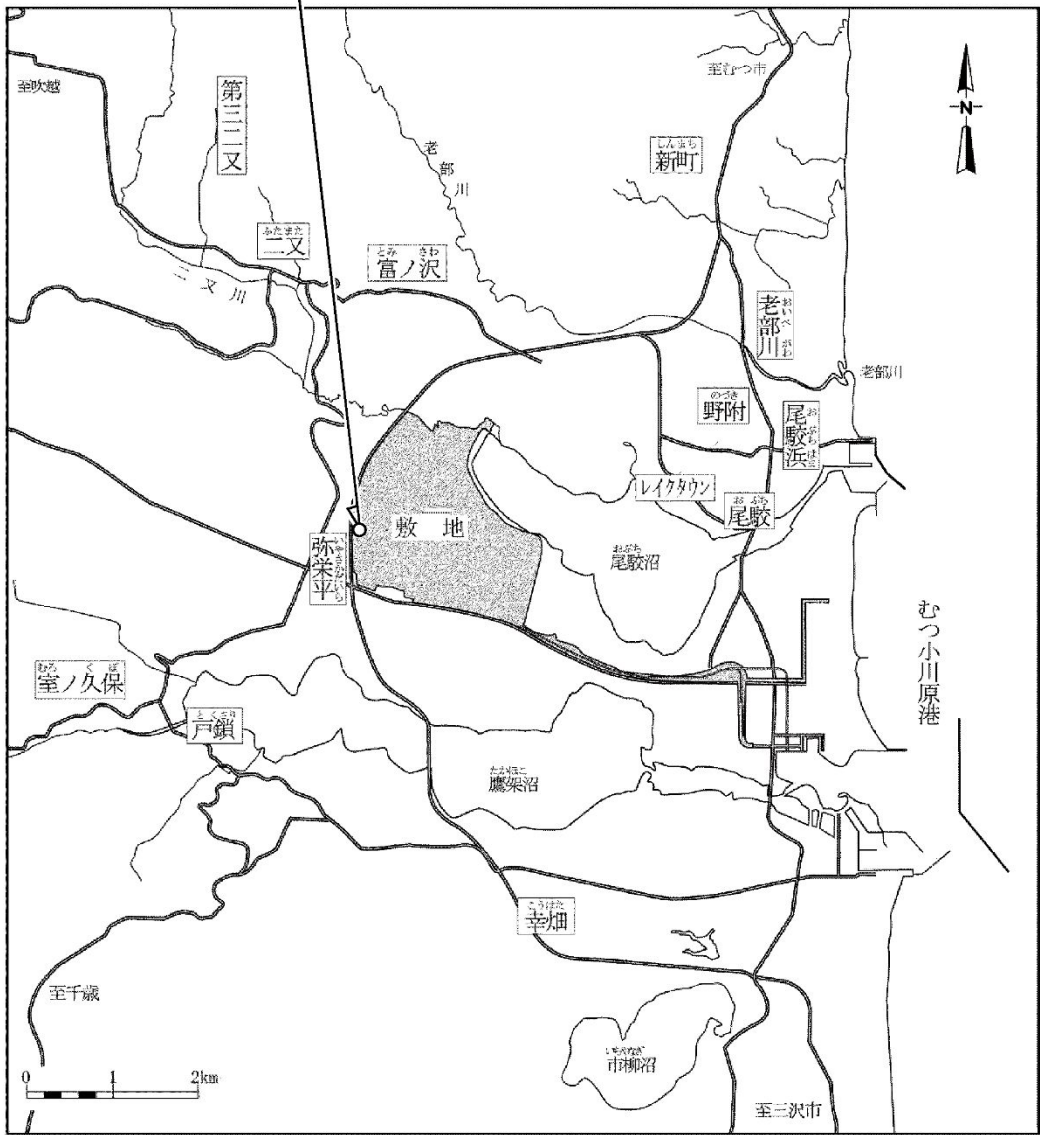 至むつ市
N
至吹越
第三二又
老部川
しんまち
新町
ふたまた
二又
とみ さわ
富ノ沢
二又川
おいべ がわ
老部川
老部川
のづき
野附
おぶちはま
尾駮浜
レイクタウン
おぶち
尾駮
敷 地
おぶち
尾駮沼
弥栄平
むつ小川原港
むろ くぼ
室ノ久保
とくさり
戸鎖
たかほこ
鷹架沼
こうはた
幸畑
至千歳
いちやなぎ
市柳沼
0 1 2km
至三沢市